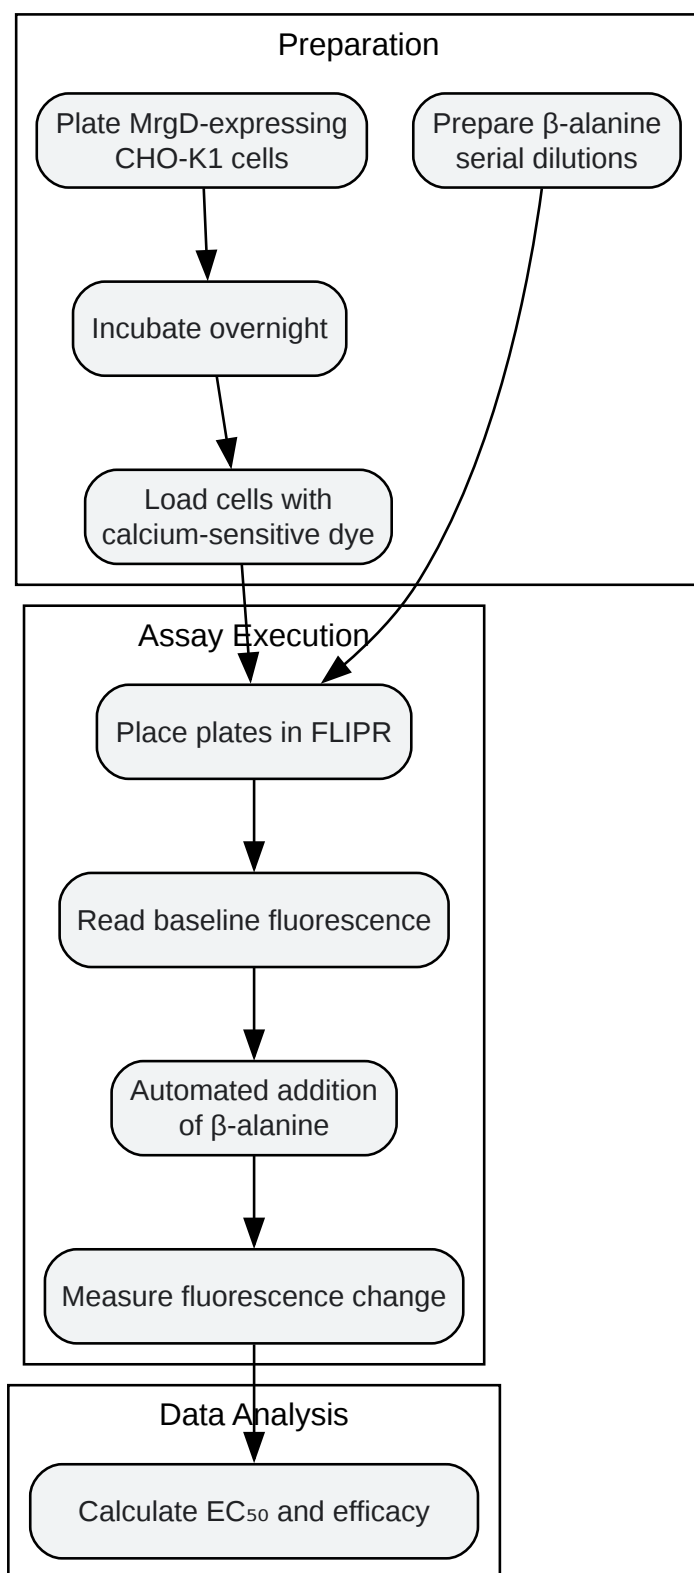 Preparation
Plate MrgD-expressing
CHO-K1 cells
Prepare β-alanine
serial dilutions
Incubate overnight
Load cells with
calcium-sensitive dye
Assay Execution
Place plates in FLIPR
Read baseline fluorescence
Automated addition
of β-alanine
Measure fluorescence change
Data Analysis
Calculate EC₅₀ and efficacy